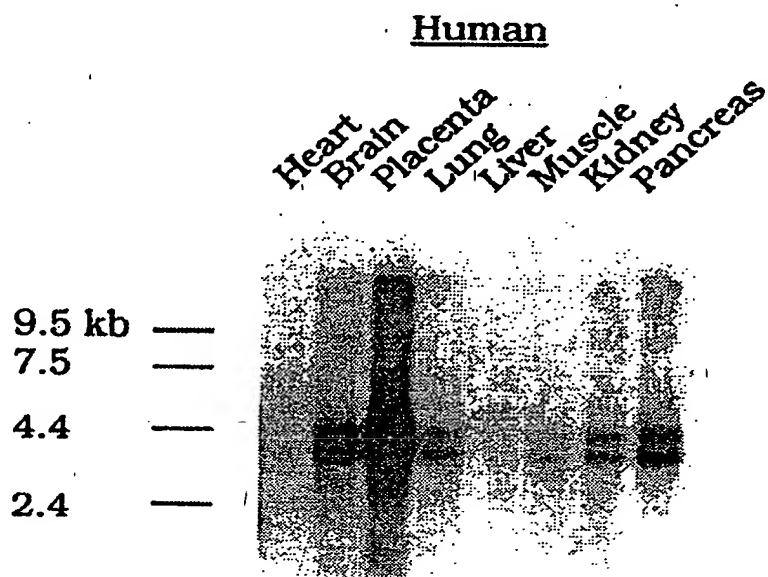 Human
Heart
Brain
Placenta
Lung
Liver
Muscle
Kidney
Pancreas
9.5 kb
7.5
4.4
2.4